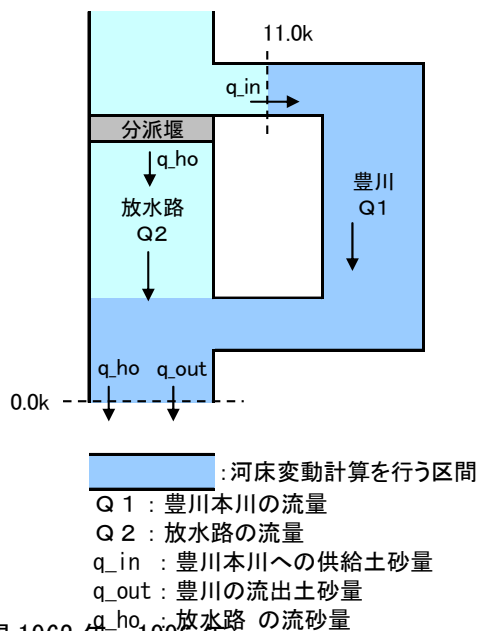 11.0k
q_in
分派堰
q_ho
放水路
Q2
豊川
Q1
q_ho q_out
0.0k
：河床変動計算を行う区間
Q１：豊川本川の流量
Q２：放水路の流量
q_in ：豊川本川への供給土砂量
q_out：豊川の流出土砂量
q_ho：放水路 の流砂量